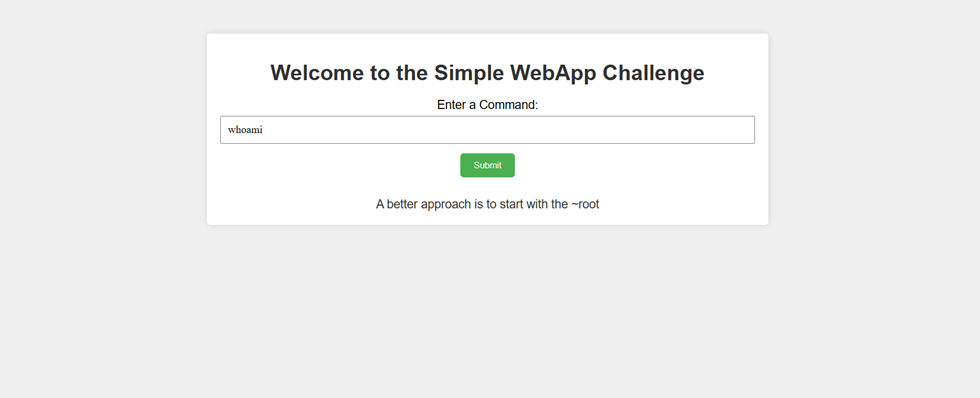 Welcome to the Simple WebApp Challenge
Enter a Command:
whoami
Submit
A better approach is to start with the ~root